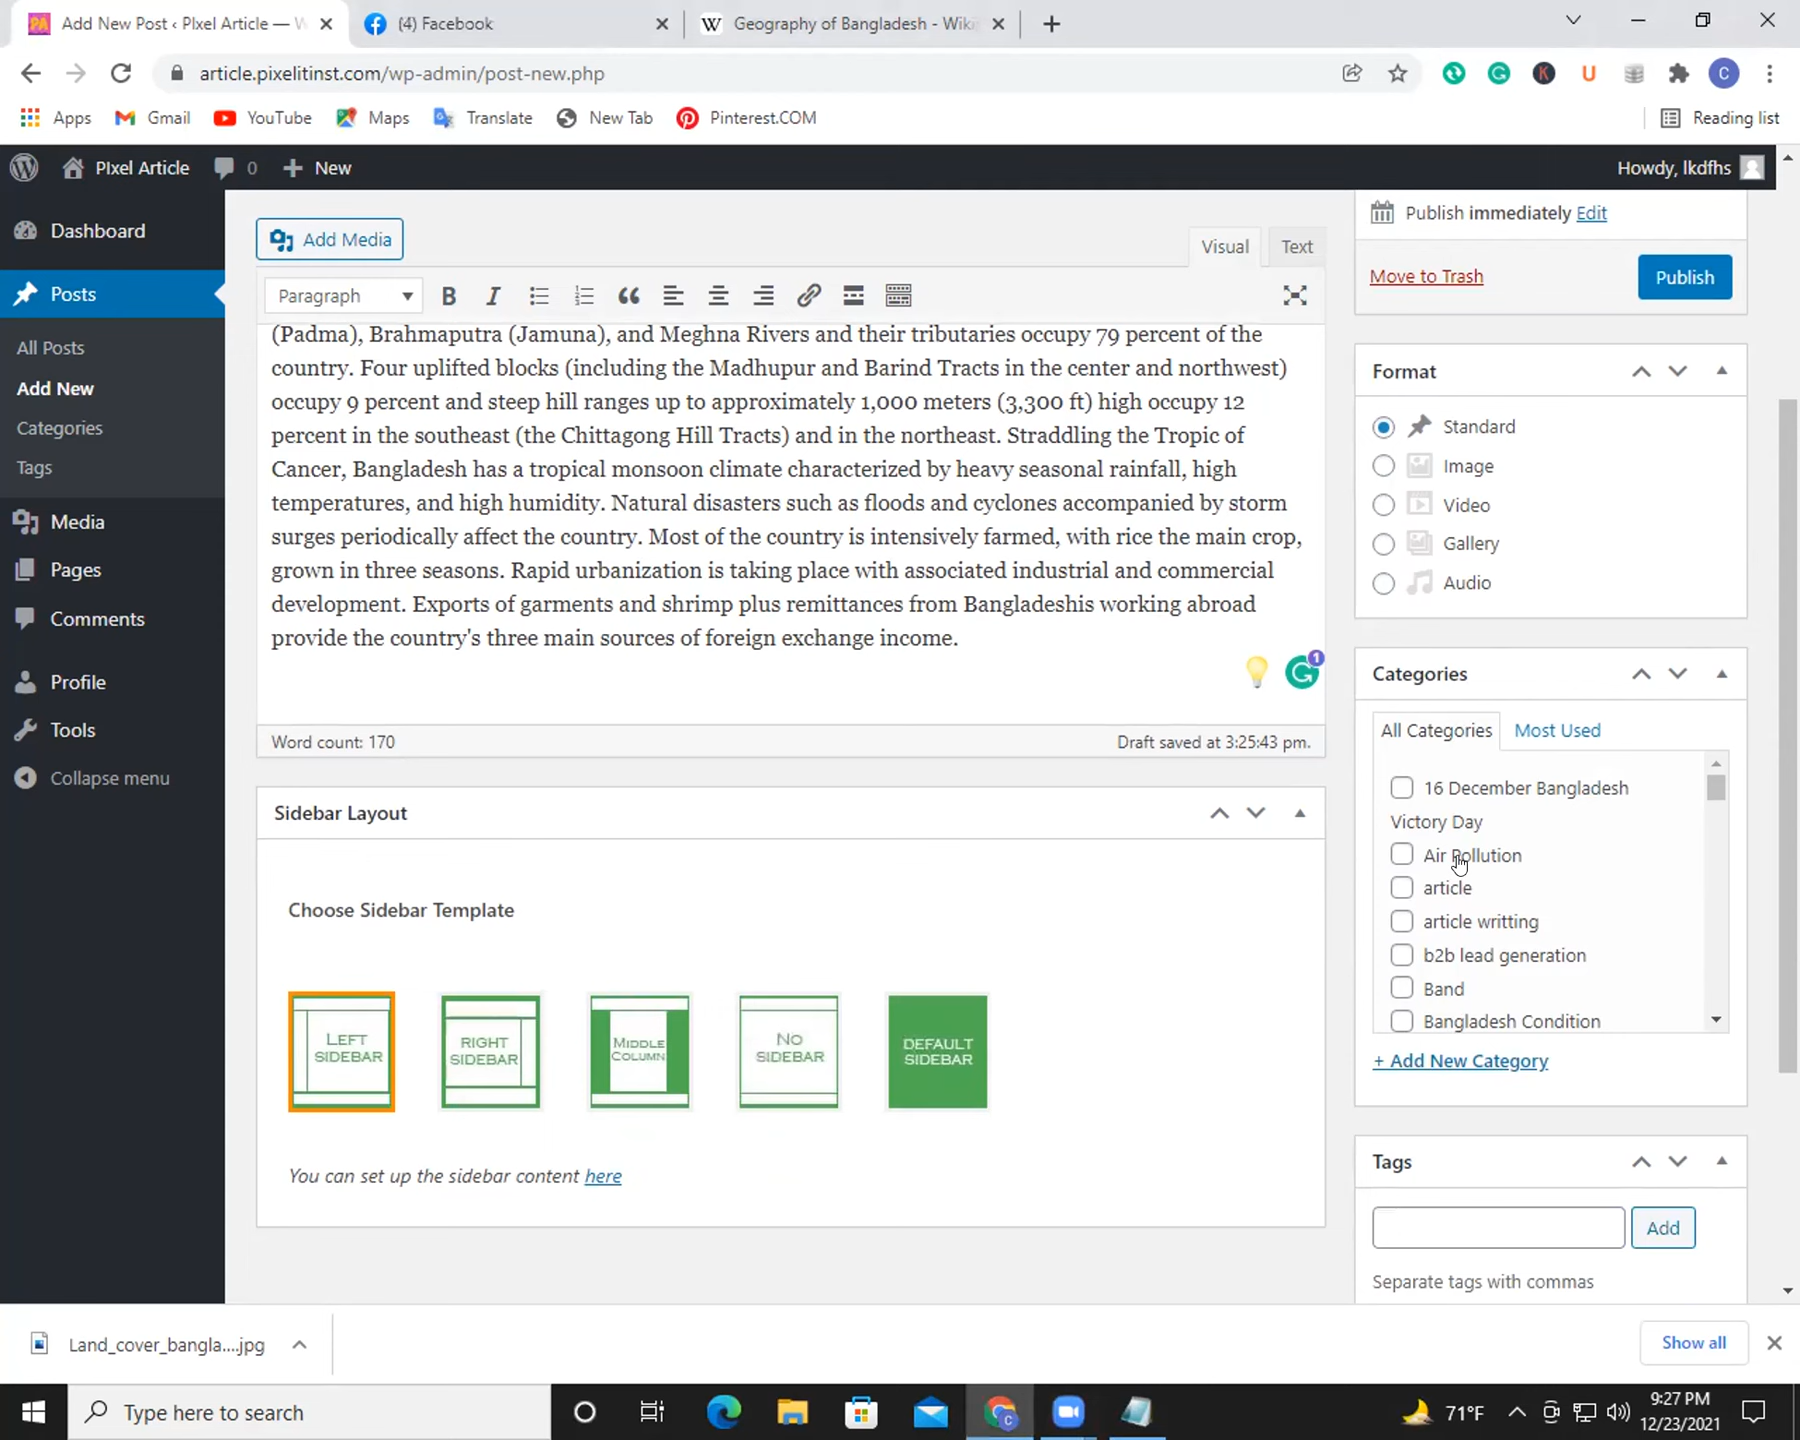 Add New Post ‹ PIxel Article — W
(4) Facebook
Geography of Bangladesh - Wiki
article.pixelitinst.com/wp-admin/post-new.php
Apps
Gmail
YouTube
Maps
Translate
New Tab
Pinterest.COM
Reading list
PIxel Article
0
New
Howdy, lkdfhs
Dashboard
Posts
All Posts
Add New
Categories
Tags
Media
Pages
Comments
Profile
Tools
Collapse menu
Add Media
Visual
Text
Paragraph
(Padma), Brahmaputra (Jamuna), and Meghna Rivers and their tributaries occupy 79 percent of the
country. Four uplifted blocks (including the Madhupur and Barind Tracts in the center and northwest)
occupy 9 percent and steep hill ranges up to approximately 1,000 meters (3,300 ft) high occupy 12
percent in the southeast (the Chittagong Hill Tracts) and in the northeast. Straddling the Tropic of
Cancer, Bangladesh has a tropical monsoon climate characterized by heavy seasonal rainfall, high
temperatures, and high humidity. Natural disasters such as floods and cyclones accompanied by storm
surges periodically affect the country. Most of the country is intensively farmed, with rice the main crop,
grown in three seasons. Rapid urbanization is taking place with associated industrial and commercial
development. Exports of garments and shrimp plus remittances from Bangladeshis working abroad
provide the country's three main sources of foreign exchange income.
1
Word count: 170
Draft saved at 3:25:43 pm.
Sidebar Layout
Choose Sidebar Template
LEFT
SIDEBAR
RIGHT
SIDEBAR
MIDDLE
COLUMN
NO
SIDEBAR
DEFAULT
SIDEBAR
You can set up the sidebar content here
Publish immediately Edit
Move to Trash
Publish
Format
Standard
Image
Video
Gallery
Audio
Categories
All Categories
Most Used
16 December Bangladesh
Victory Day
Air Pollution
article
article writting
b2b lead generation
Band
Bangladesh Condition
+ Add New Category
Tags
Add
Separate tags with commas
Land_cover_bangla....jpg
Show all
Type here to search
71°F
9:27 PM
12/23/2021